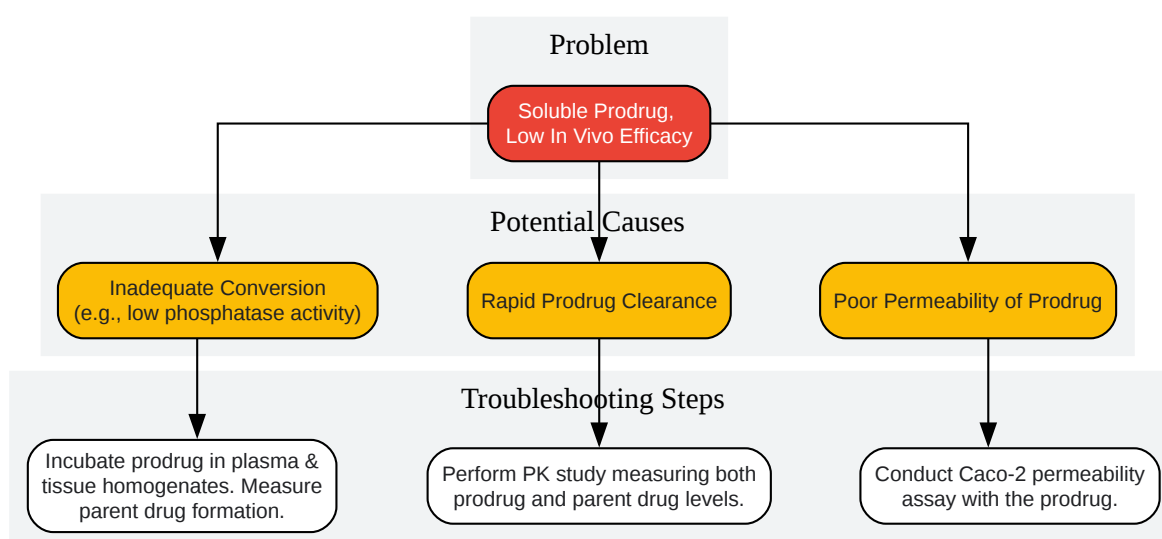 Problem
Soluble Prodrug,
Low In Vivo Efficacy
Potential Causes
Inadequate Conversion
(e.g., low phosphatase activity)
Rapid Prodrug Clearance
Poor Permeability of Prodrug
Troubleshooting Steps
Incubate prodrug in plasma &
tissue homogenates. Measure
parent drug formation.
Perform PK study measuring both
prodrug and parent drug levels.
Conduct Caco-2 permeability
assay with the prodrug.